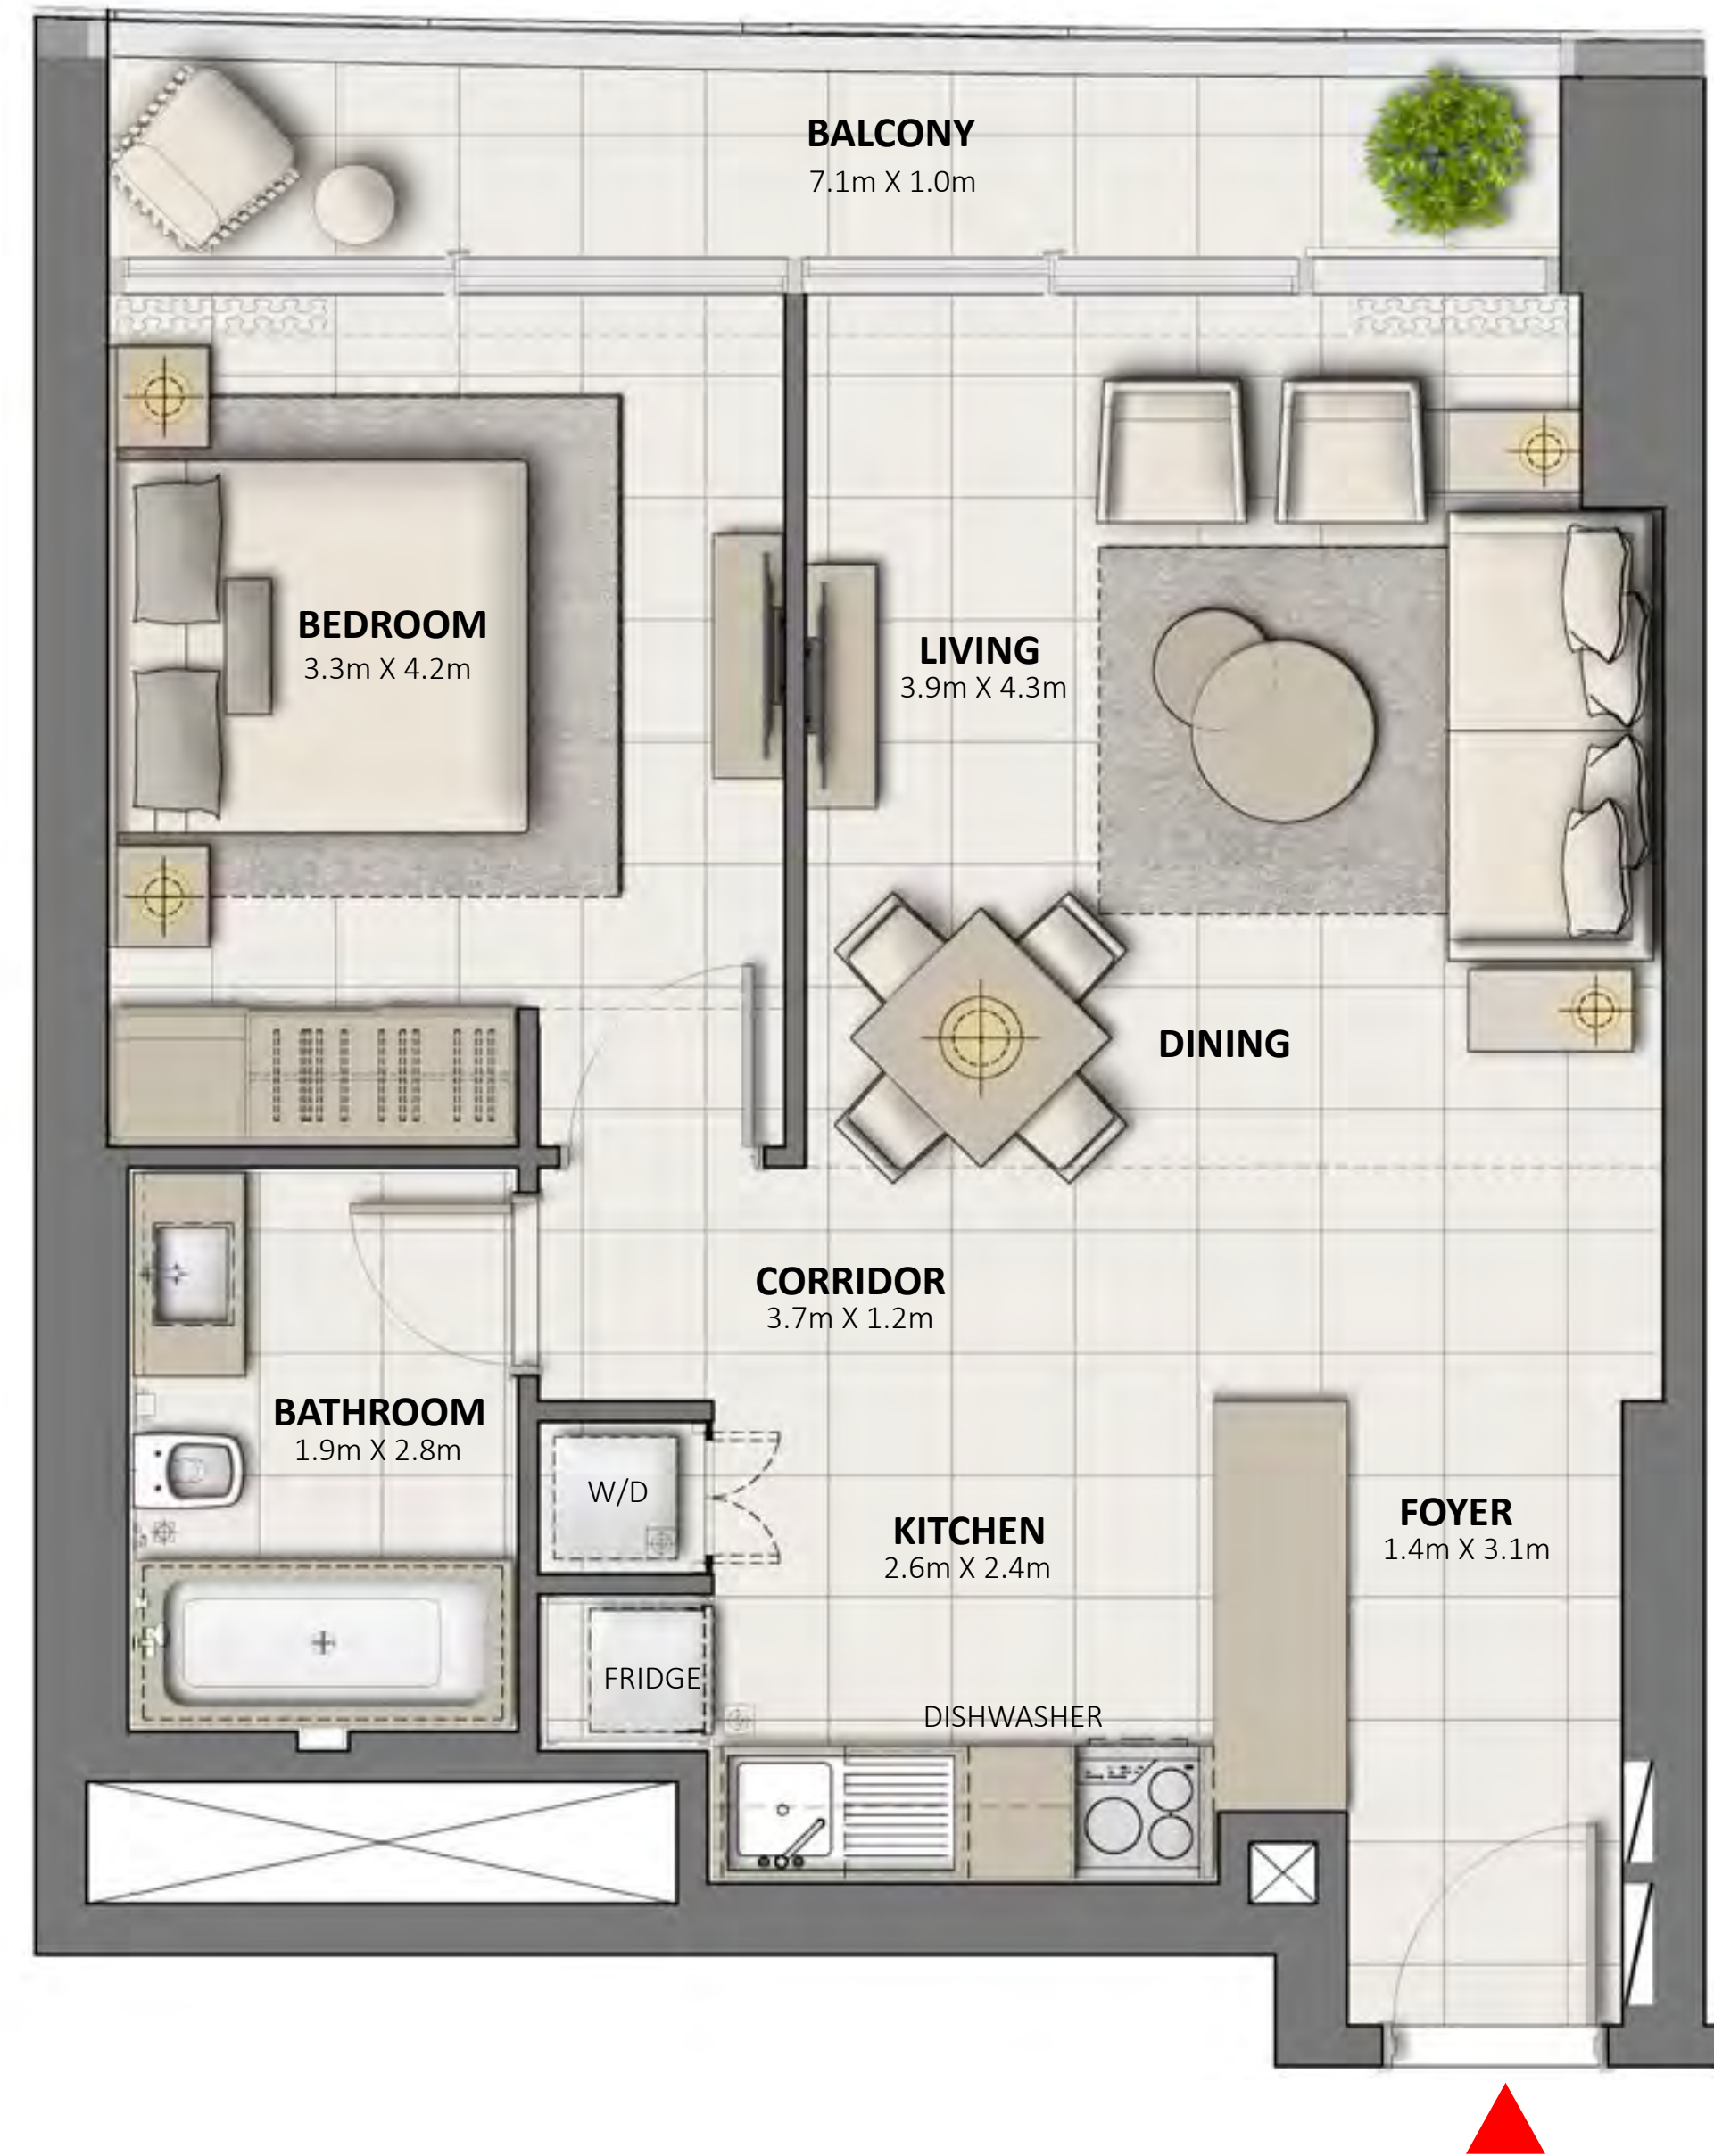 BALCONY
7.1m X 1.0m
BEDROOM
3.3m X 4.2m
LIVING
3.9m X 4.3m
DINING
CORRIDOR
3.7m X 1.2m
BATHROOM
1.9m X 2.8m
W/D
KITCHEN
2.6m X 2.4m
FOYER
1.4m X 3.1m
FRIDGE
DISHWASHER